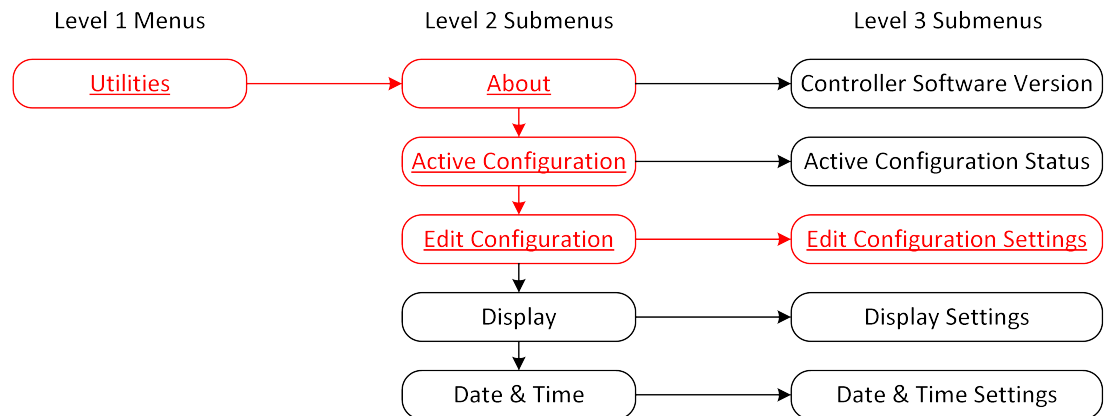 Level 1 Menus
Level 2 Submenus
Level 3 Submenus
Utilities
About
Controller Software Version
Active Configuration
Active Configuration Status
Edit Configuration
Edit Configuration Settings
Display
Display Settings
Date & Time
Date & Time Settings